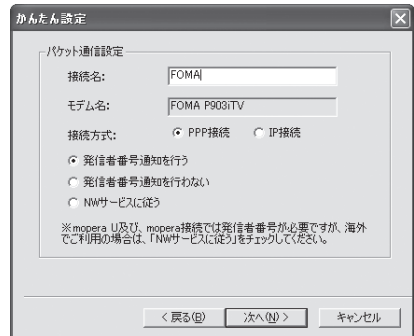 かんたん設定
パケット通信設定
接続名: FOMA
モデム名: FOMA P903iTV
接続方式: PPP接続 IP接続
発信者番号通知を行う
発信者番号通知を行わない
NWサービスに従う
※mopera U及び、mopera接続では発信者番号が必要ですが、海外
でご利用の場合は、「NWサービスに従う」をチェックしてください。
< 戻る(B) 次へ(N) > キャンセル